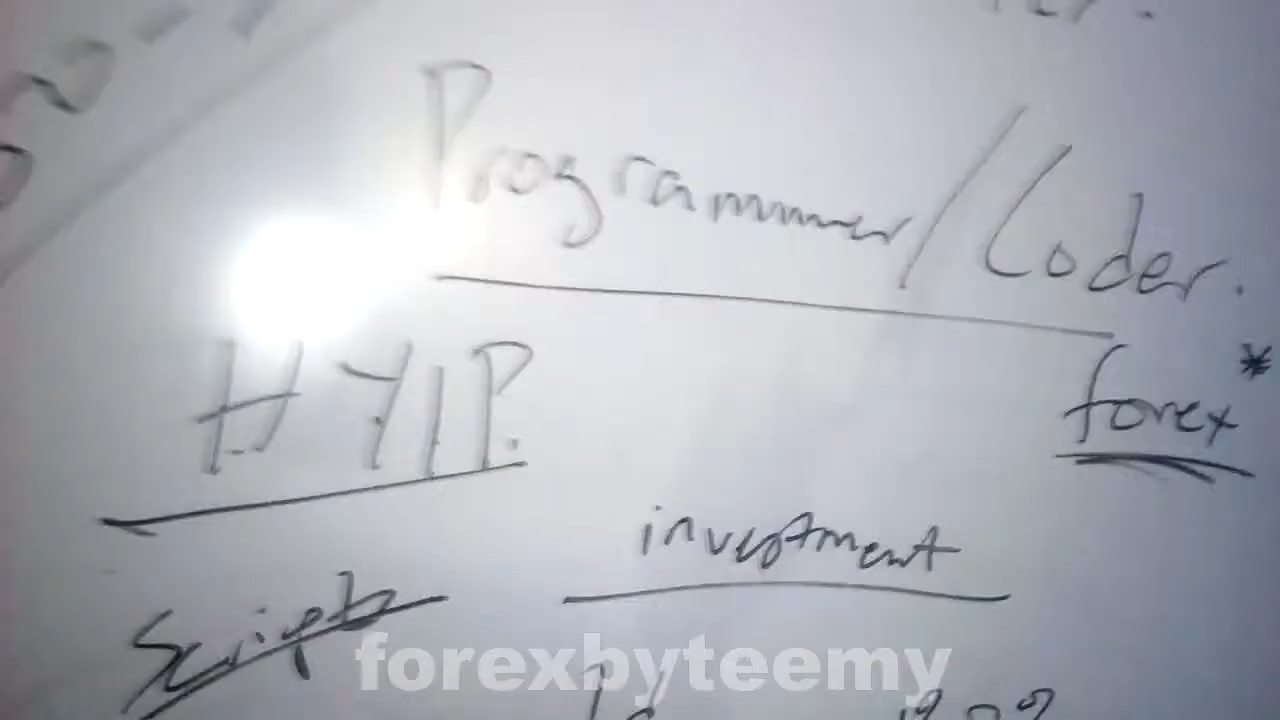 Programmer/Coder.
HYIP.
forex*
investment
Scripts
forexbyteemy